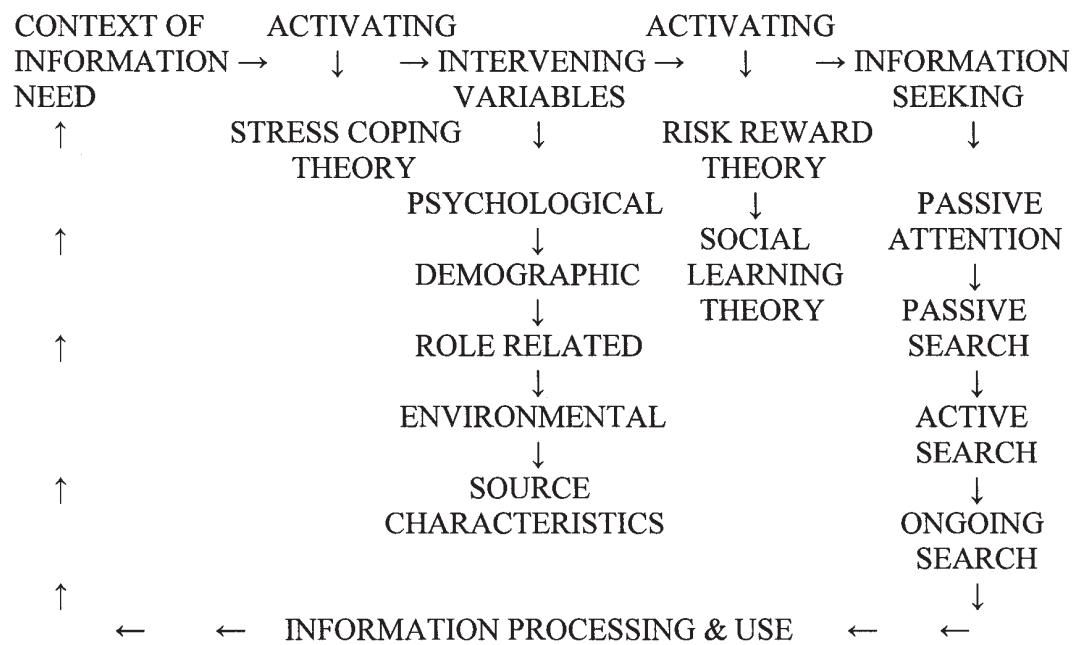 CONTEXT OF ACTIVATING ACTIVATING
INFORMATION → ↓ → INTERVENING → ↓ → INFORMATION
NEED VARIABLES SEEKING
↑ STRESS COPING ↓ RISK REWARD ↓
THEORY THEORY
PSYCHOLOGICAL ↓ PASSIVE
↑ ↓ SOCIAL ATTENTION
DEMOGRAPHIC LEARNING ↓
↓ THEORY PASSIVE
↑ ROLE RELATED SEARCH
↓ ↓
ENVIRONMENTAL ACTIVE
↓ SEARCH
↑ SOURCE ↓
CHARACTERISTICS ONGOING
SEARCH
↑ ↓
← ← INFORMATION PROCESSING & USE ← ←